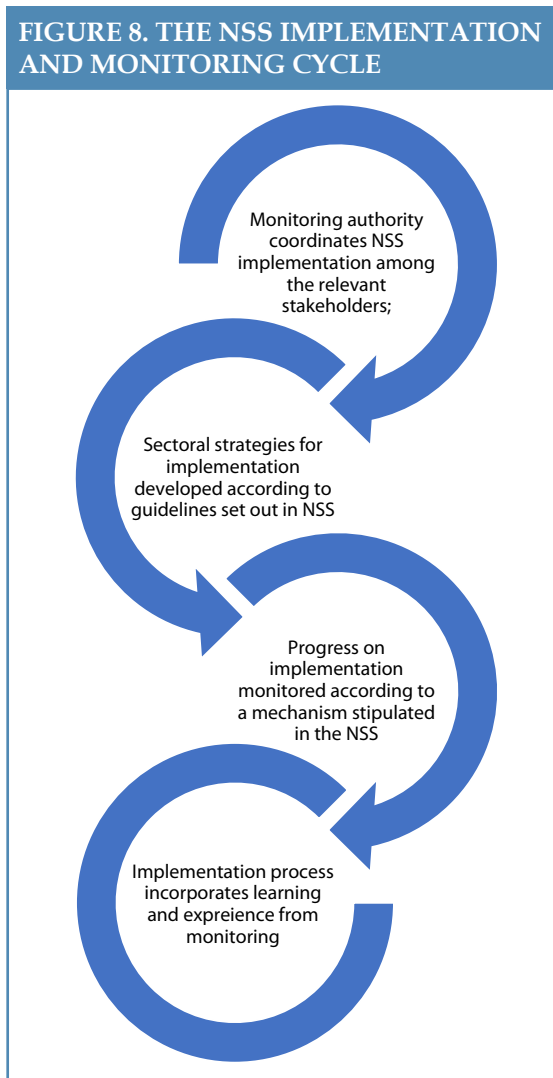 FIGURE 8. THE NSS IMPLEMENTATION
AND MONITORING CYCLE
Monitoring authority
coordinates NSS
implementation among
the relevant
stakeholders;
Sectoral strategies for
implementation
developed according to
guidelines set out in NSS
Progress on
implementation
monitored according to
a mechanism stipulated
in the NSS
Implementation process
incorporates learning
and expreience from
monitoring